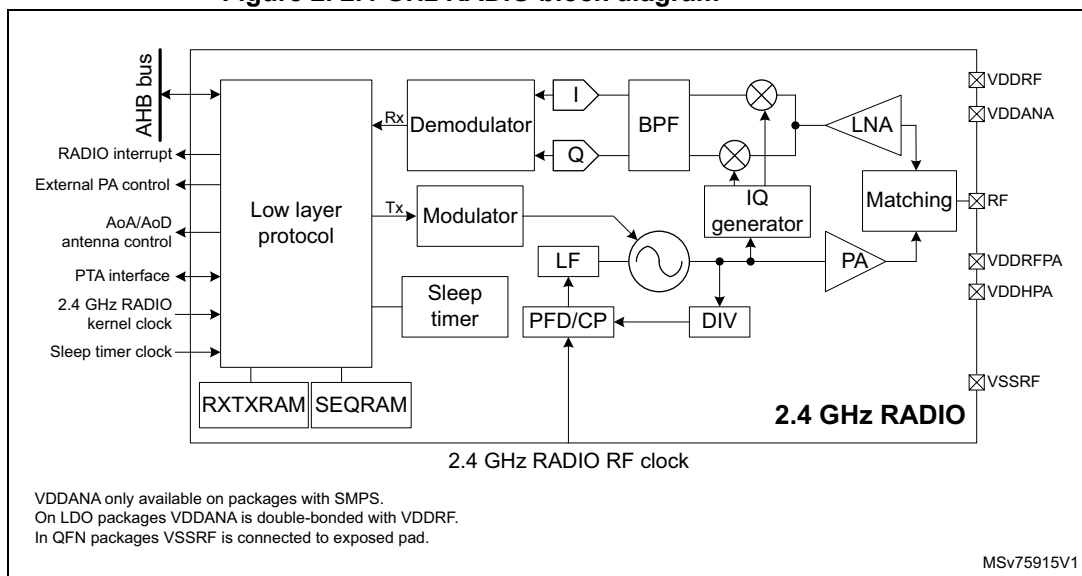 AHB bus
RADIO interrupt
External PA control
AoA/AoD
antenna control
PTA interface
2.4 GHz RADIO
kernel clock
Sleep timer clock
Low layer
protocol
RXTXRAM
SEQRAM
Rx
Demodulator
I
Q
BPF
LNA
Tx
Modulator
IQ
generator
Matching
LF
PA
Sleep
timer
PFD/CP
DIV
VDDRF
VDDANA
RF
VDDRFPA
VDDHPA
VSSRF
2.4 GHz RADIO
2.4 GHz RADIO RF clock
VDDANA only available on packages with SMPS.
On LDO packages VDDANA is double-bonded with VDDRF.
In QFN packages VSSRF is connected to exposed pad.
MSv75915V1